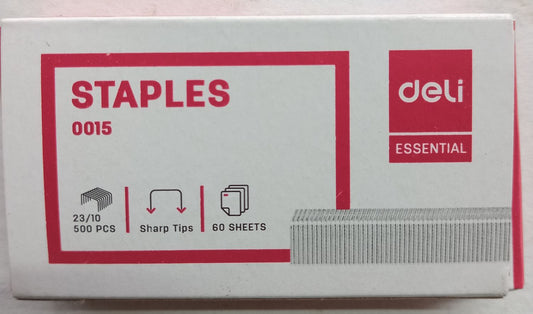 STAPLES
0015
deli
ESSENTIAL
23/10
500 PCS
Sharp Tips
60 SHEETS